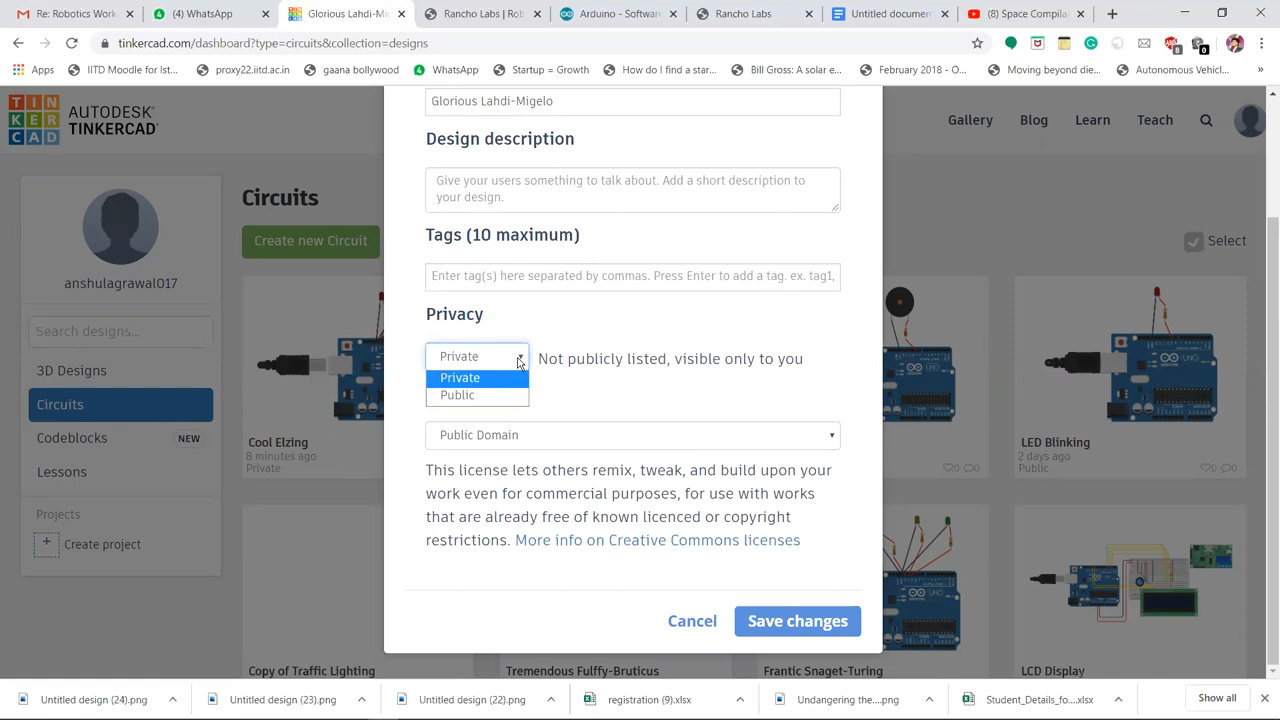 Re: Robotics Work
(4) WhatsApp
Glorious Lahdi-Mi
Rancho Labs | Rob
Arduino - Softwar
Rancho Labs
Untitled documen
(8) Space Compila
tinkercad.com/dashboard?type=circuits&collection=designs
Apps
IITD Moodle for Ist...
proxy22.iitd.ac.in
gaana bollywood
WhatsApp
Startup = Growth
How do I find a star...
Bill Gross: A solar e...
February 2018 - O...
Moving beyond die...
Autonomous Vehicl...
»
TIN
KER
CAD
AUTODESK®
TINKERCAD™
Gallery
Blog
Learn
Teach
anshulagrawal017
Search designs...
3D Designs
Circuits
Codeblocks
NEW
Lessons
Projects
+ Create project
Circuits
Create new Circuit
Select
Cool Elzing
8 minutes ago
Private
LED Blinking
2 days ago
Public
0 0
0 0
Copy of Traffic Lighting
Tremendous Fulffy-Bruticus
Frantic Snaget-Turing
LCD Display
Glorious Lahdi-Migelo
Design description
Give your users something to talk about. Add a short description to
your design.
Tags (10 maximum)
Enter tag(s) here separated by commas. Press Enter to add a tag. ex. tag1,
Privacy
Private
Not publicly listed, visible only to you
Private
Public
Public Domain
This license lets others remix, tweak, and build upon your
work even for commercial purposes, for use with works
that are already free of known licenced or copyright
restrictions. More info on Creative Commons licenses
Cancel
Save changes
Untitled design (24).png
Untitled design (23).png
Untitled design (22).png
registration (9).xlsx
Undangering the....png
Student_Details_fo....xlsx
Show all